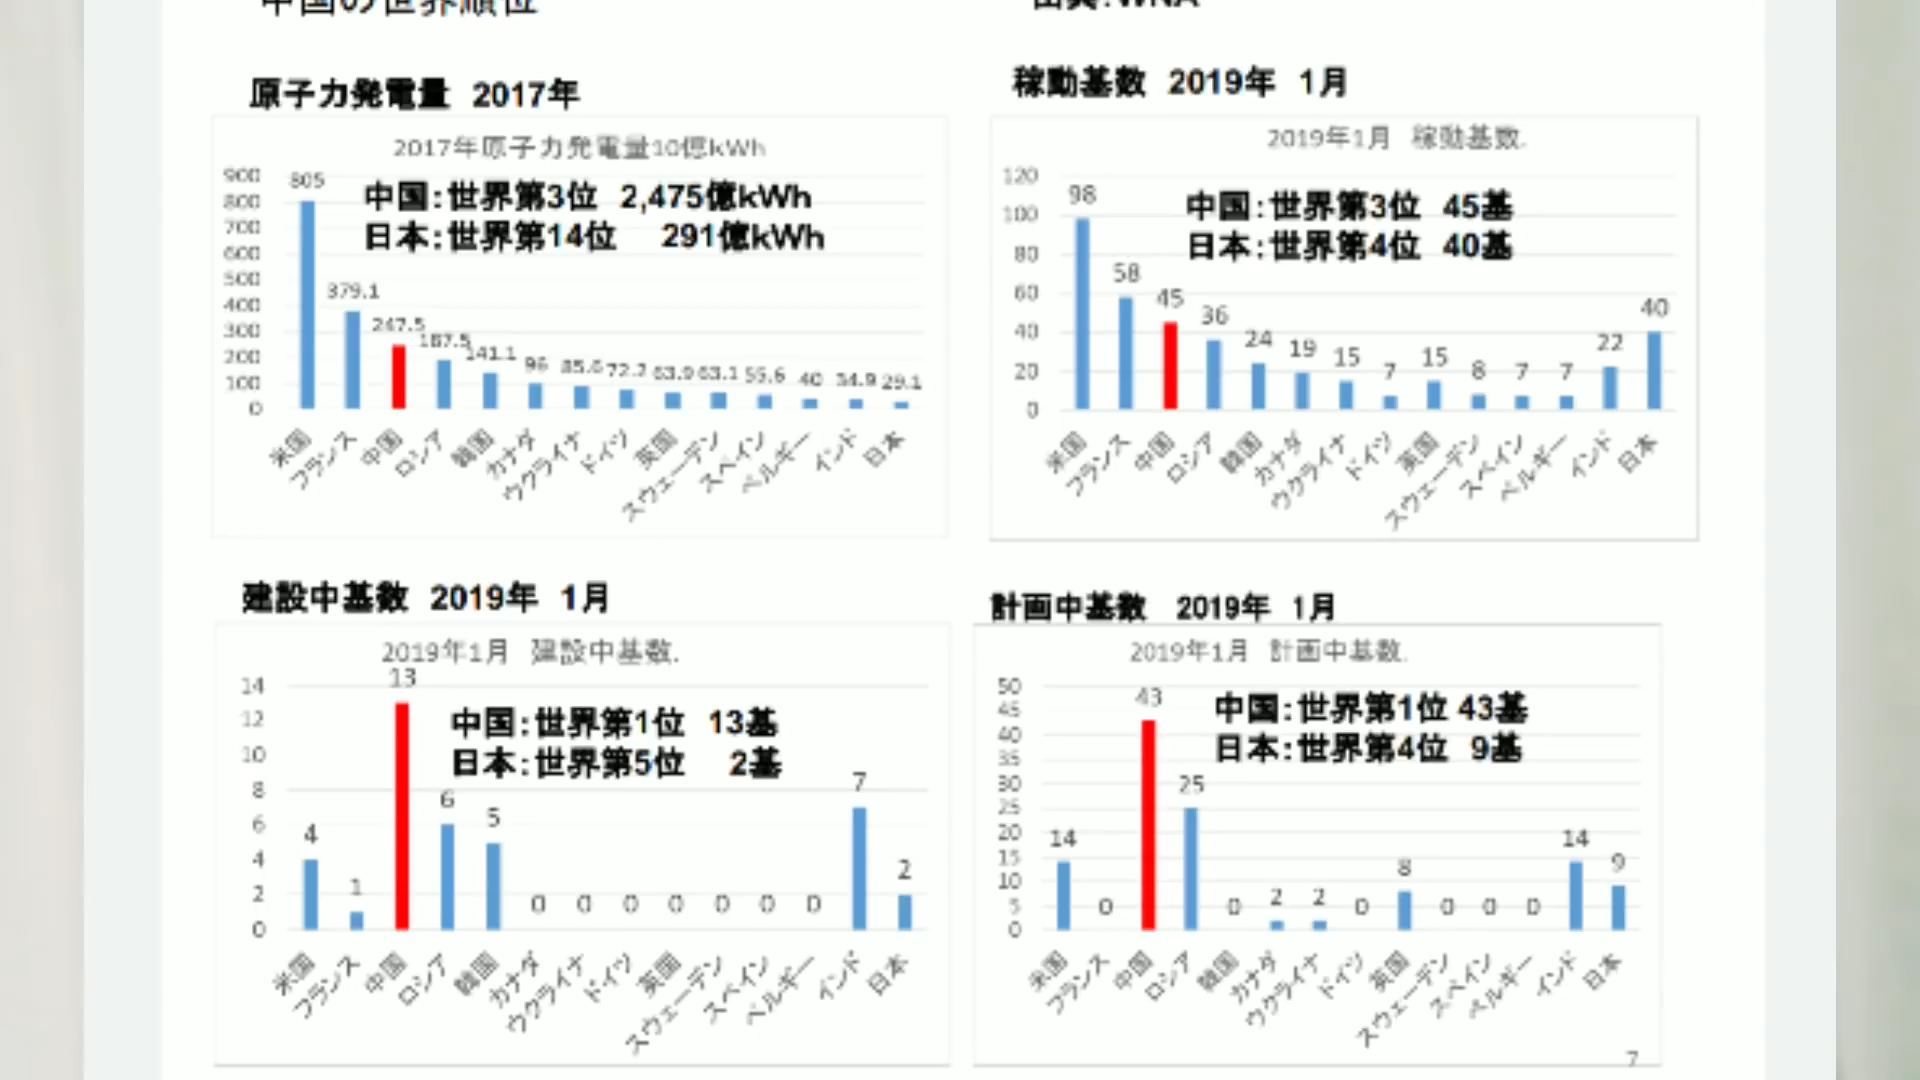 中国の世界順位
出典:WNA
原子力発電量 2017年
2017年原子力発電量10億kWh
中国:世界第3位 2,475億kWh
日本:世界第14位 291億kWh
900
800
700
600
500
400
300
200
100
0
805
379.1
247.5
187.5
141.1
96
85.6
72.2
63.9
63.1
55.6
40
34.9
29.1
米国
フランス
中国
ロシア
韓国
カナダ
ウクライナ
ドイツ
英国
スウェーデン
スペイン
ベルギー
インド
日本
稼動基数 2019年 1月
2019年1月 稼動基数.
中国:世界第3位 45基
日本:世界第4位 40基
120
100
80
60
40
20
0
98
58
45
36
24
19
15
7
15
8
7
7
22
40
米国
フランス
中国
ロシア
韓国
カナダ
ウクライナ
ドイツ
英国
スウェーデン
スペイン
ベルギー
インド
日本
建設中基数 2019年 1月
2019年1月 建設中基数.
中国:世界第1位 13基
日本:世界第5位 2基
14
12
10
8
6
4
2
0
4
1
13
6
5
0
0
0
0
0
0
0
7
2
米国
フランス
中国
ロシア
韓国
カナダ
ウクライナ
ドイツ
英国
スウェーデン
スペイン
ベルギー
インド
日本
計画中基数 2019年 1月
2019年1月 計画中基数.
中国:世界第1位 43基
日本:世界第4位 9基
50
45
40
35
30
25
20
15
10
5
0
14
0
43
25
0
2
2
0
8
0
0
0
14
9
米国
フランス
中国
ロシア
韓国
カナダ
ウクライナ
ドイツ
英国
スウェーデン
スペイン
ベルギー
インド
日本
7